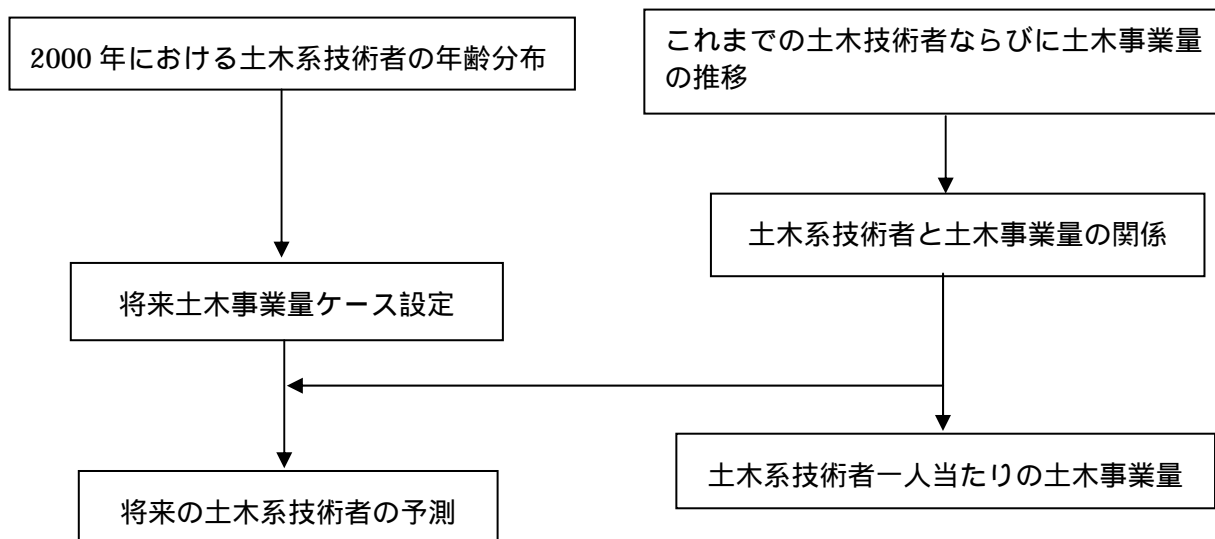 2000 年における土木系技術者の年齢分布
これまでの土木技術者ならびに土木事業量
の推移
土木系技術者と土木事業量の関係
将来土木事業量ケース設定
土木系技術者一人当たりの土木事業量
将来の土木系技術者の予測